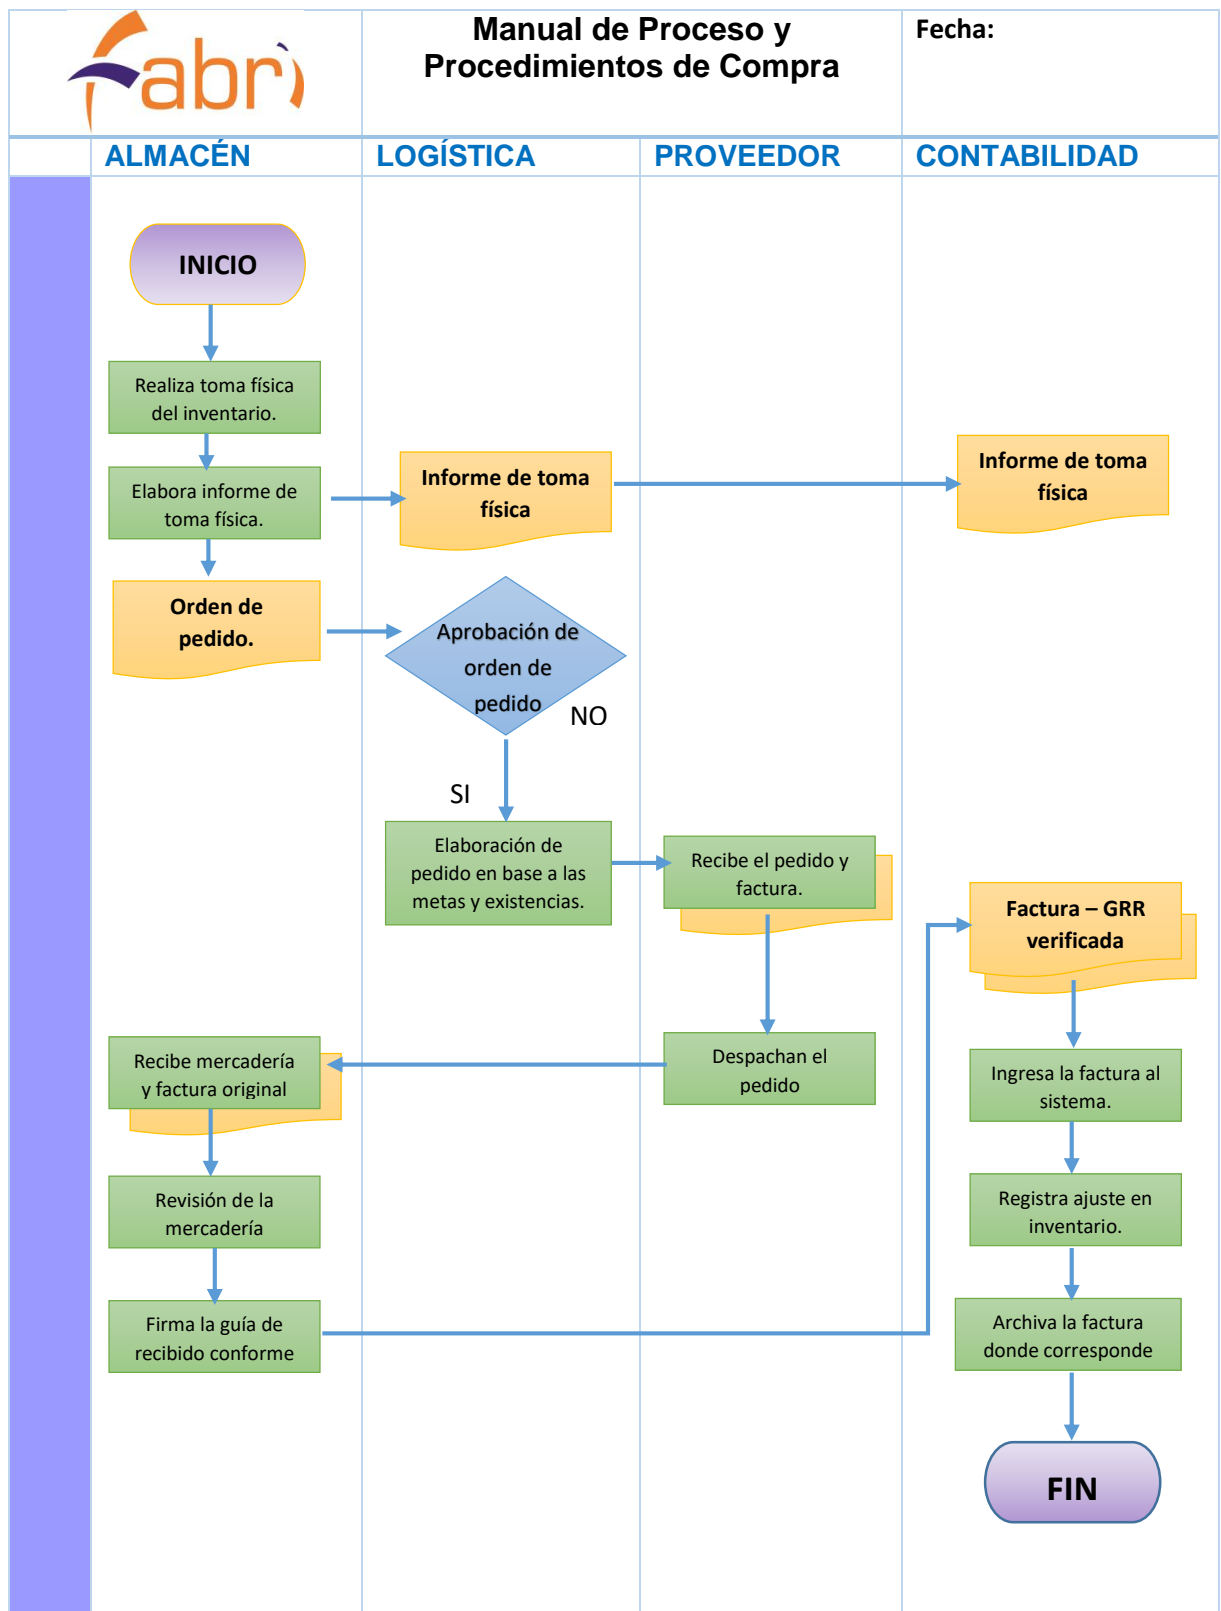 Fabri
Manual de Proceso y
Procedimientos de Compra
Fecha:
ALMACÉN
LOGÍSTICA
PROVEEDOR
CONTABILIDAD
INICIO
Realiza toma física
del inventario.
Elabora informe de
toma física.
Informe de toma
física
Informe de toma
física
Orden de
pedido.
Aprobación de
orden de
pedido
NO
SI
Elaboración de
pedido en base a las
metas y existencias.
Recibe el pedido y
factura.
Despachan el
pedido
Recibe mercadería
y factura original
Revisión de la
mercadería
Firma la guía de
recibido conforme
Factura – GRR
verificada
Ingresa la factura al
sistema.
Registra ajuste en
inventario.
Archiva la factura
donde corresponde
FIN